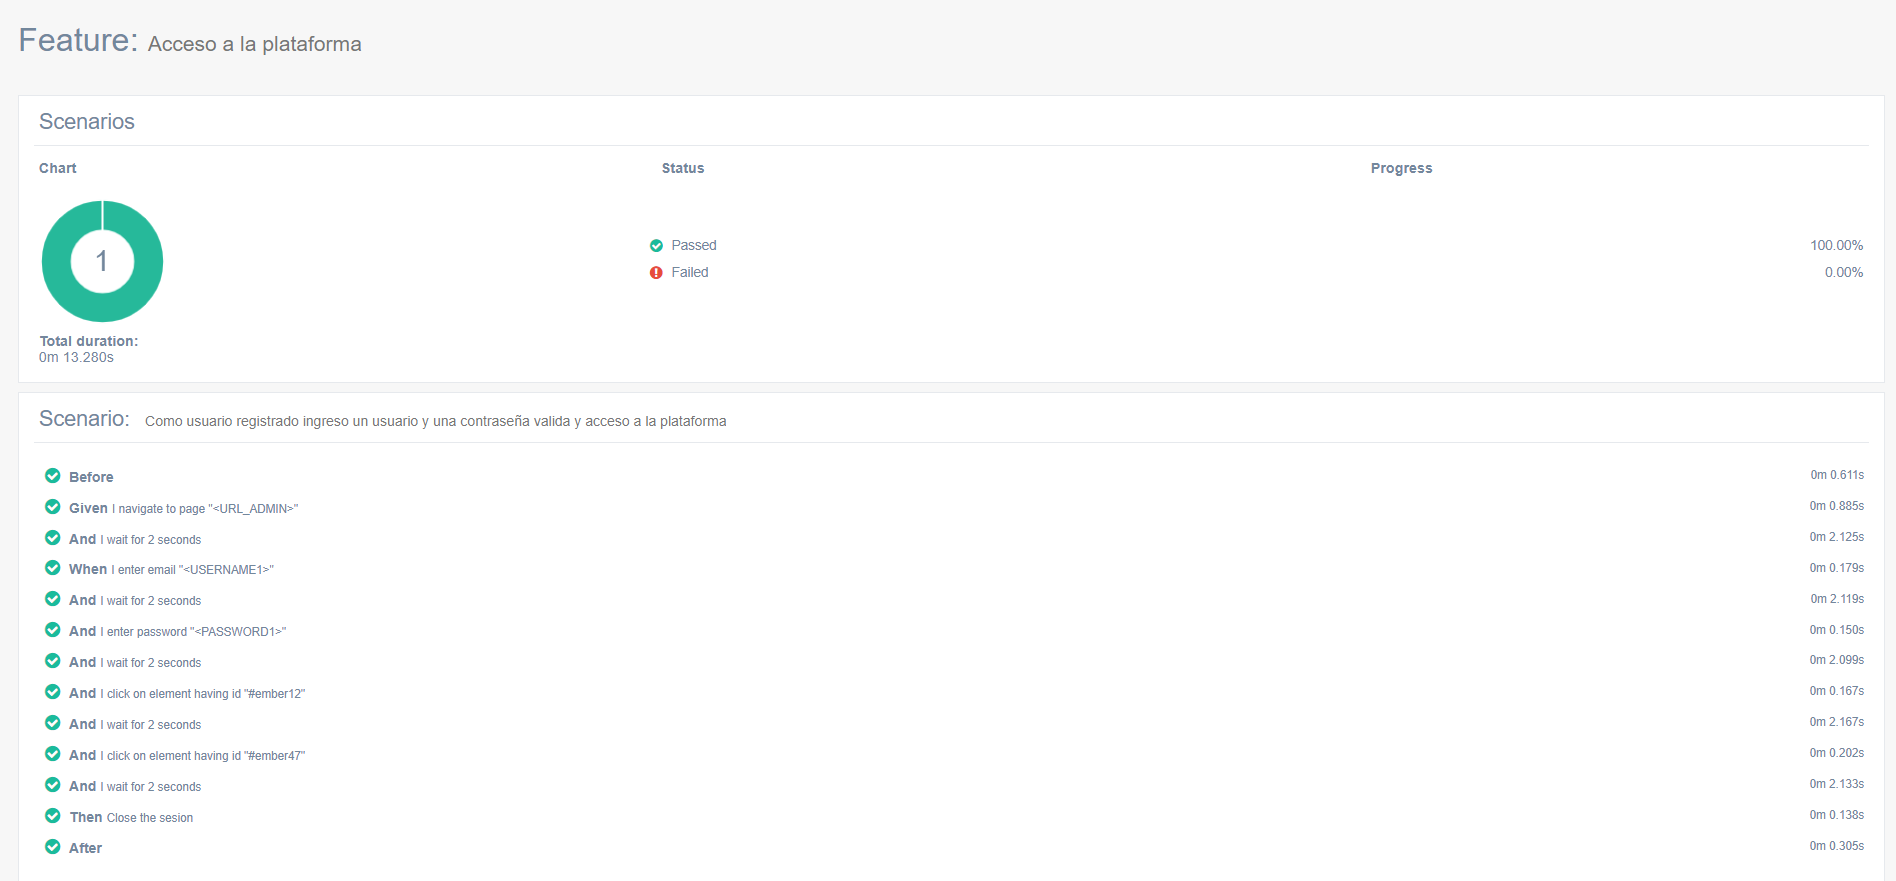 Feature: Acceso a la plataforma
Scenarios
Chart Status Progress
1
Passed 100.00%
Failed 0.00%
Total duration:
0m 13.280s
Scenario: Como usuario registrado ingreso un usuario y una contraseña valida y acceso a la plataforma
Before 0m 0.611s
Given I navigate to page "<URL_ADMIN>" 0m 0.885s
And I wait for 2 seconds 0m 2.125s
When I enter email "<USERNAME1>" 0m 0.179s
And I wait for 2 seconds 0m 2.119s
And I enter password "<PASSWORD1>" 0m 0.150s
And I wait for 2 seconds 0m 2.099s
And I click on element having id "#ember12" 0m 0.167s
And I wait for 2 seconds 0m 2.167s
And I click on element having id "#ember47" 0m 0.202s
And I wait for 2 seconds 0m 2.133s
Then Close the sesion 0m 0.138s
After 0m 0.305s